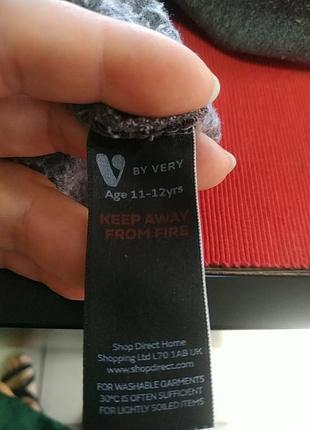 V BY VERY
Age 11-12yrs
KEEP AWAY
FROM FIRE
Shop Direct Home
Shopping Ltd L70 1AB UK
www.shopdirect.com
FOR WASHABLE GARMENTS
30°C IS OFTEN SUFFICIENT
FOR LIGHTLY SOILED ITEMS